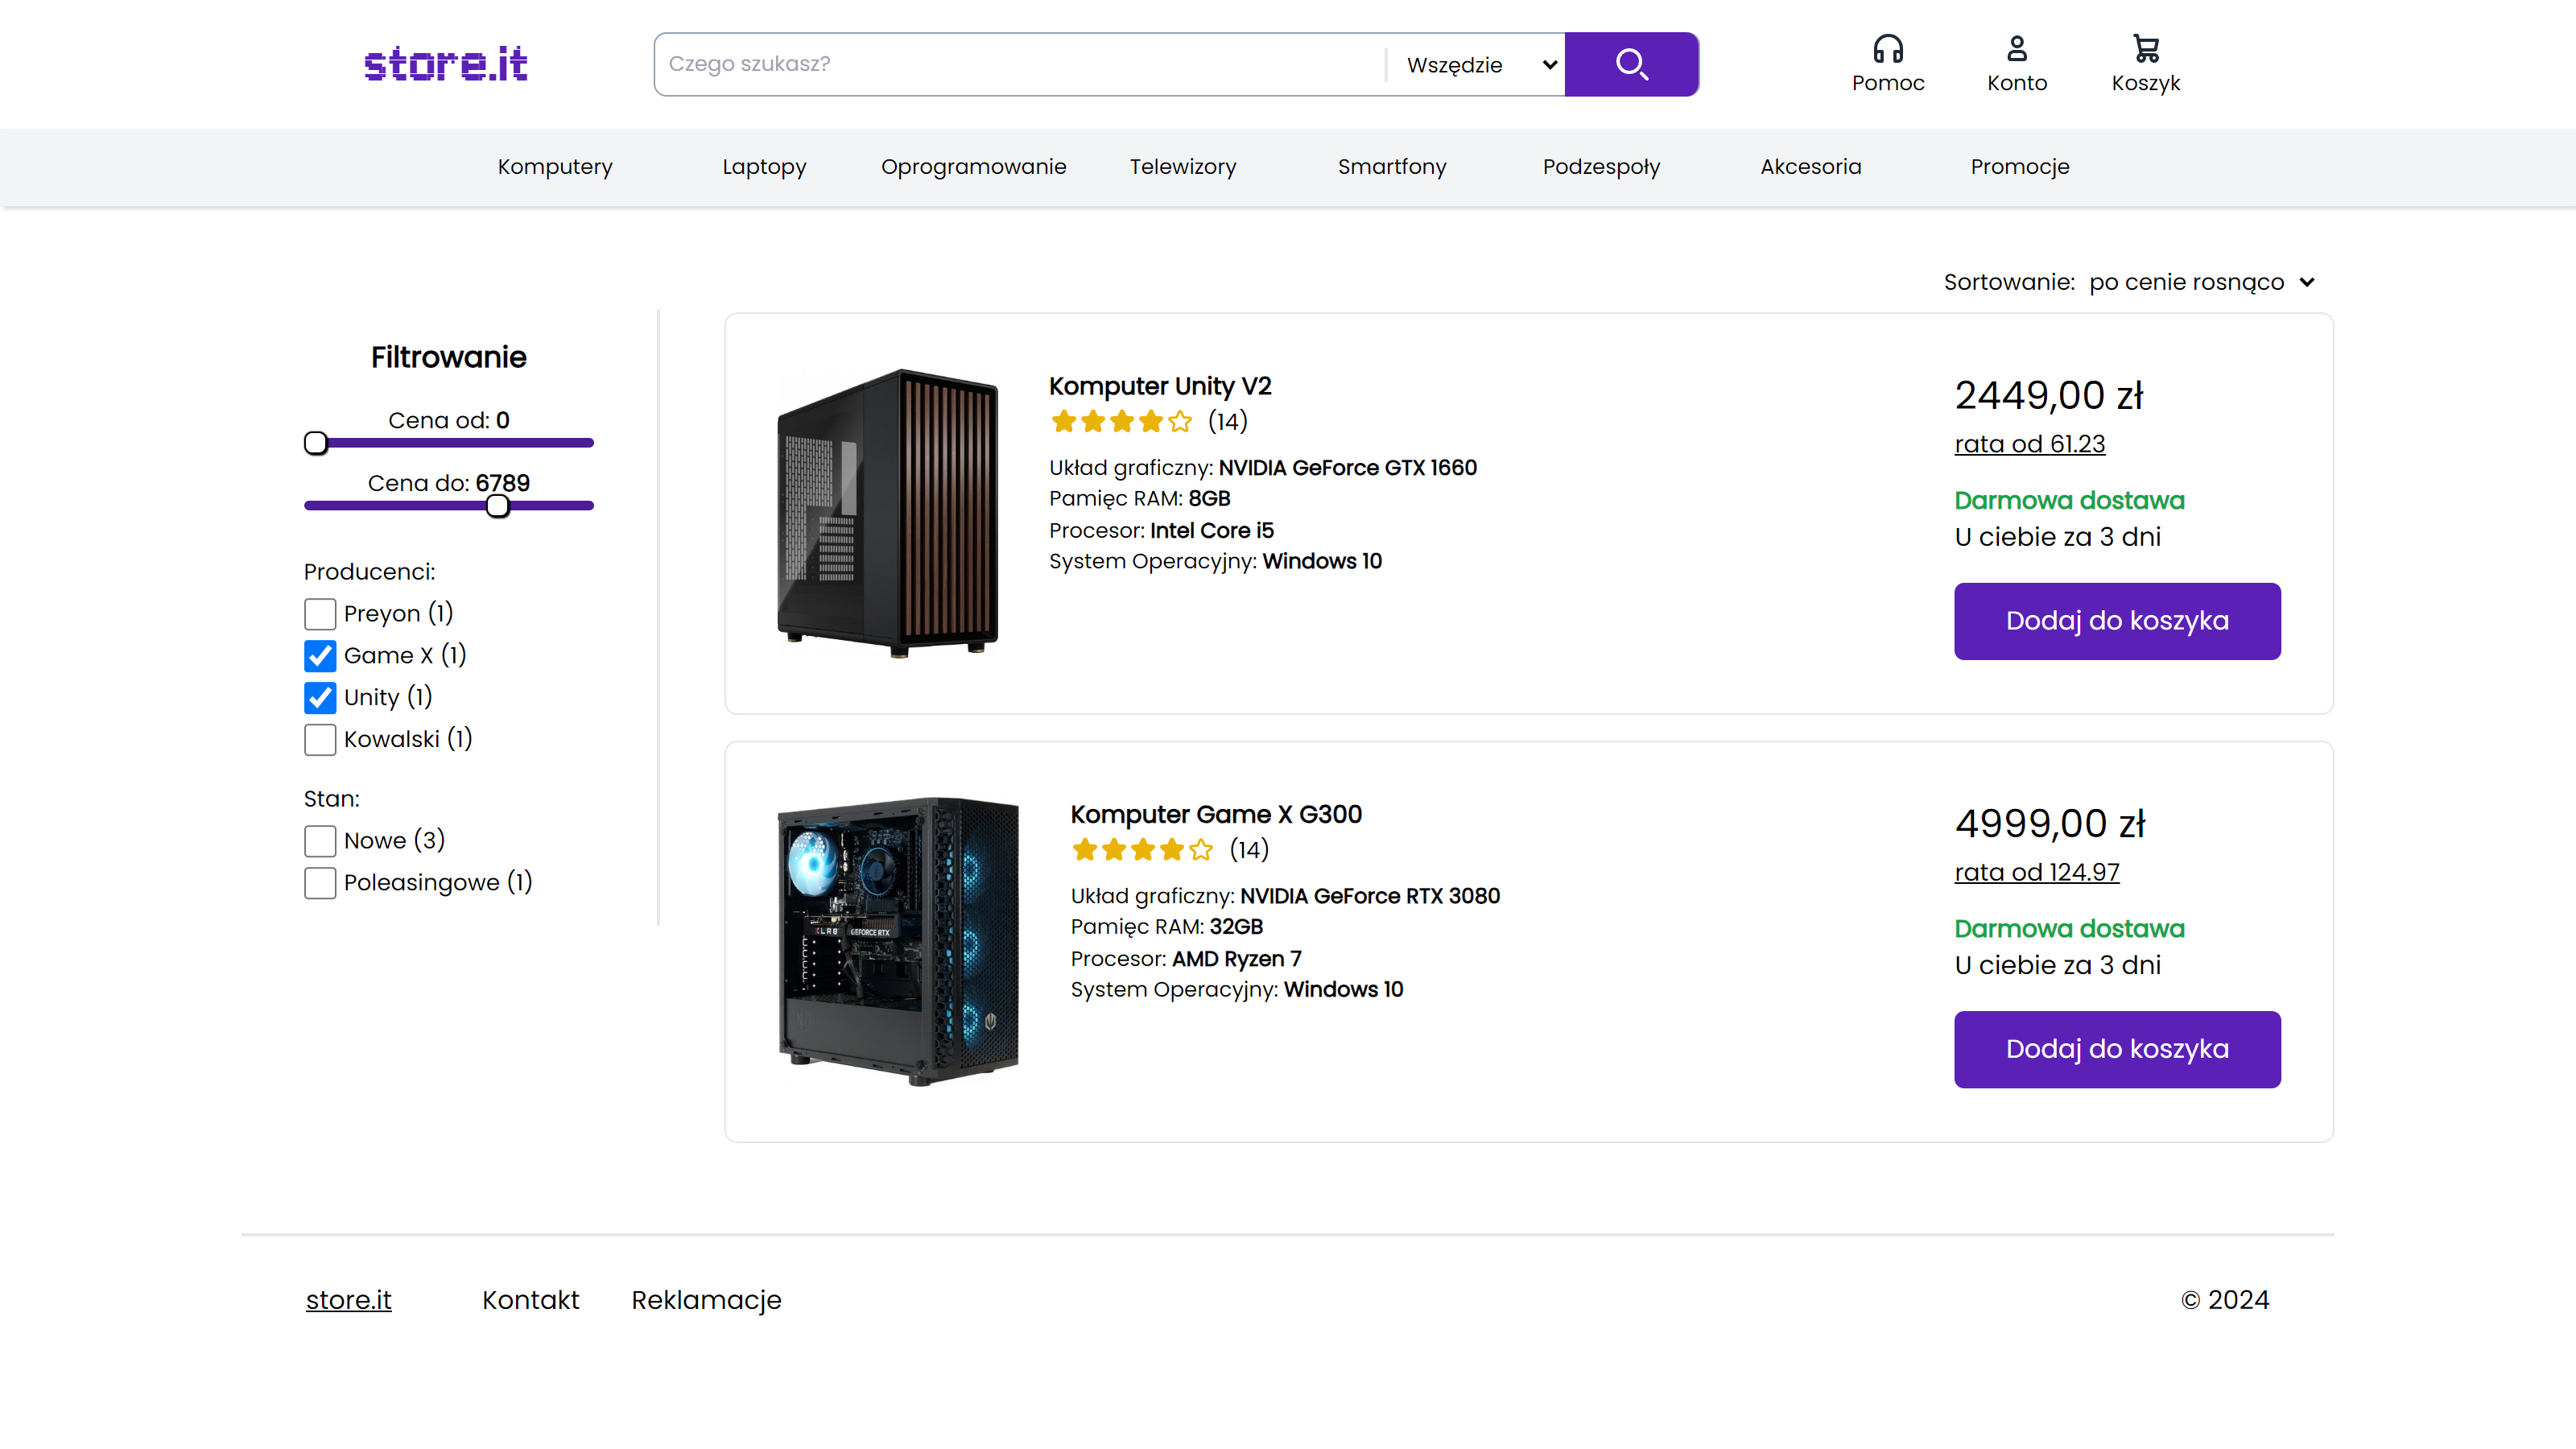 store.it
Czego szukasz?
Wszędzie
Pomoc
Konto
Koszyk
Komputery
Laptopy
Oprogramowanie
Telewizory
Smartfony
Podzespoły
Akcesoria
Promocje
Sortowanie: po cenie rosnąco
Filtrowanie
Cena od: 0
Cena do: 6789
Producenci:
Preyon (1)
Game X (1)
Unity (1)
Kowalski (1)
Stan:
Nowe (3)
Poleasingowe (1)
Komputer Unity V2
(14)
Układ graficzny: NVIDIA GeForce GTX 1660
Pamięc RAM: 8GB
Procesor: Intel Core i5
System Operacyjny: Windows 10
2449,00 zł
rata od 61.23
Darmowa dostawa
U ciebie za 3 dni
Dodaj do koszyka
GEFORCE RTX
Komputer Game X G300
(14)
Układ graficzny: NVIDIA GeForce RTX 3080
Pamięc RAM: 32GB
Procesor: AMD Ryzen 7
System Operacyjny: Windows 10
4999,00 zł
rata od 124.97
Darmowa dostawa
U ciebie za 3 dni
Dodaj do koszyka
store.it
Kontakt
Reklamacje
© 2024